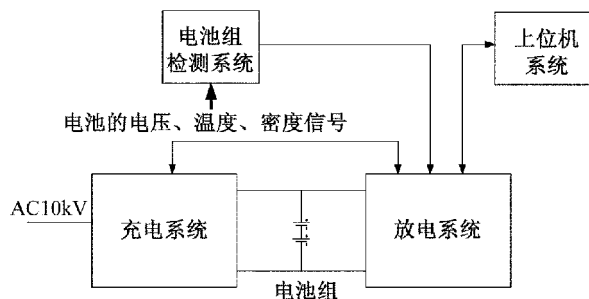 电池组
检测系统
上位机
系统
电池的电压、温度、密度信号
AC10kV
充电系统
放电系统
电池组